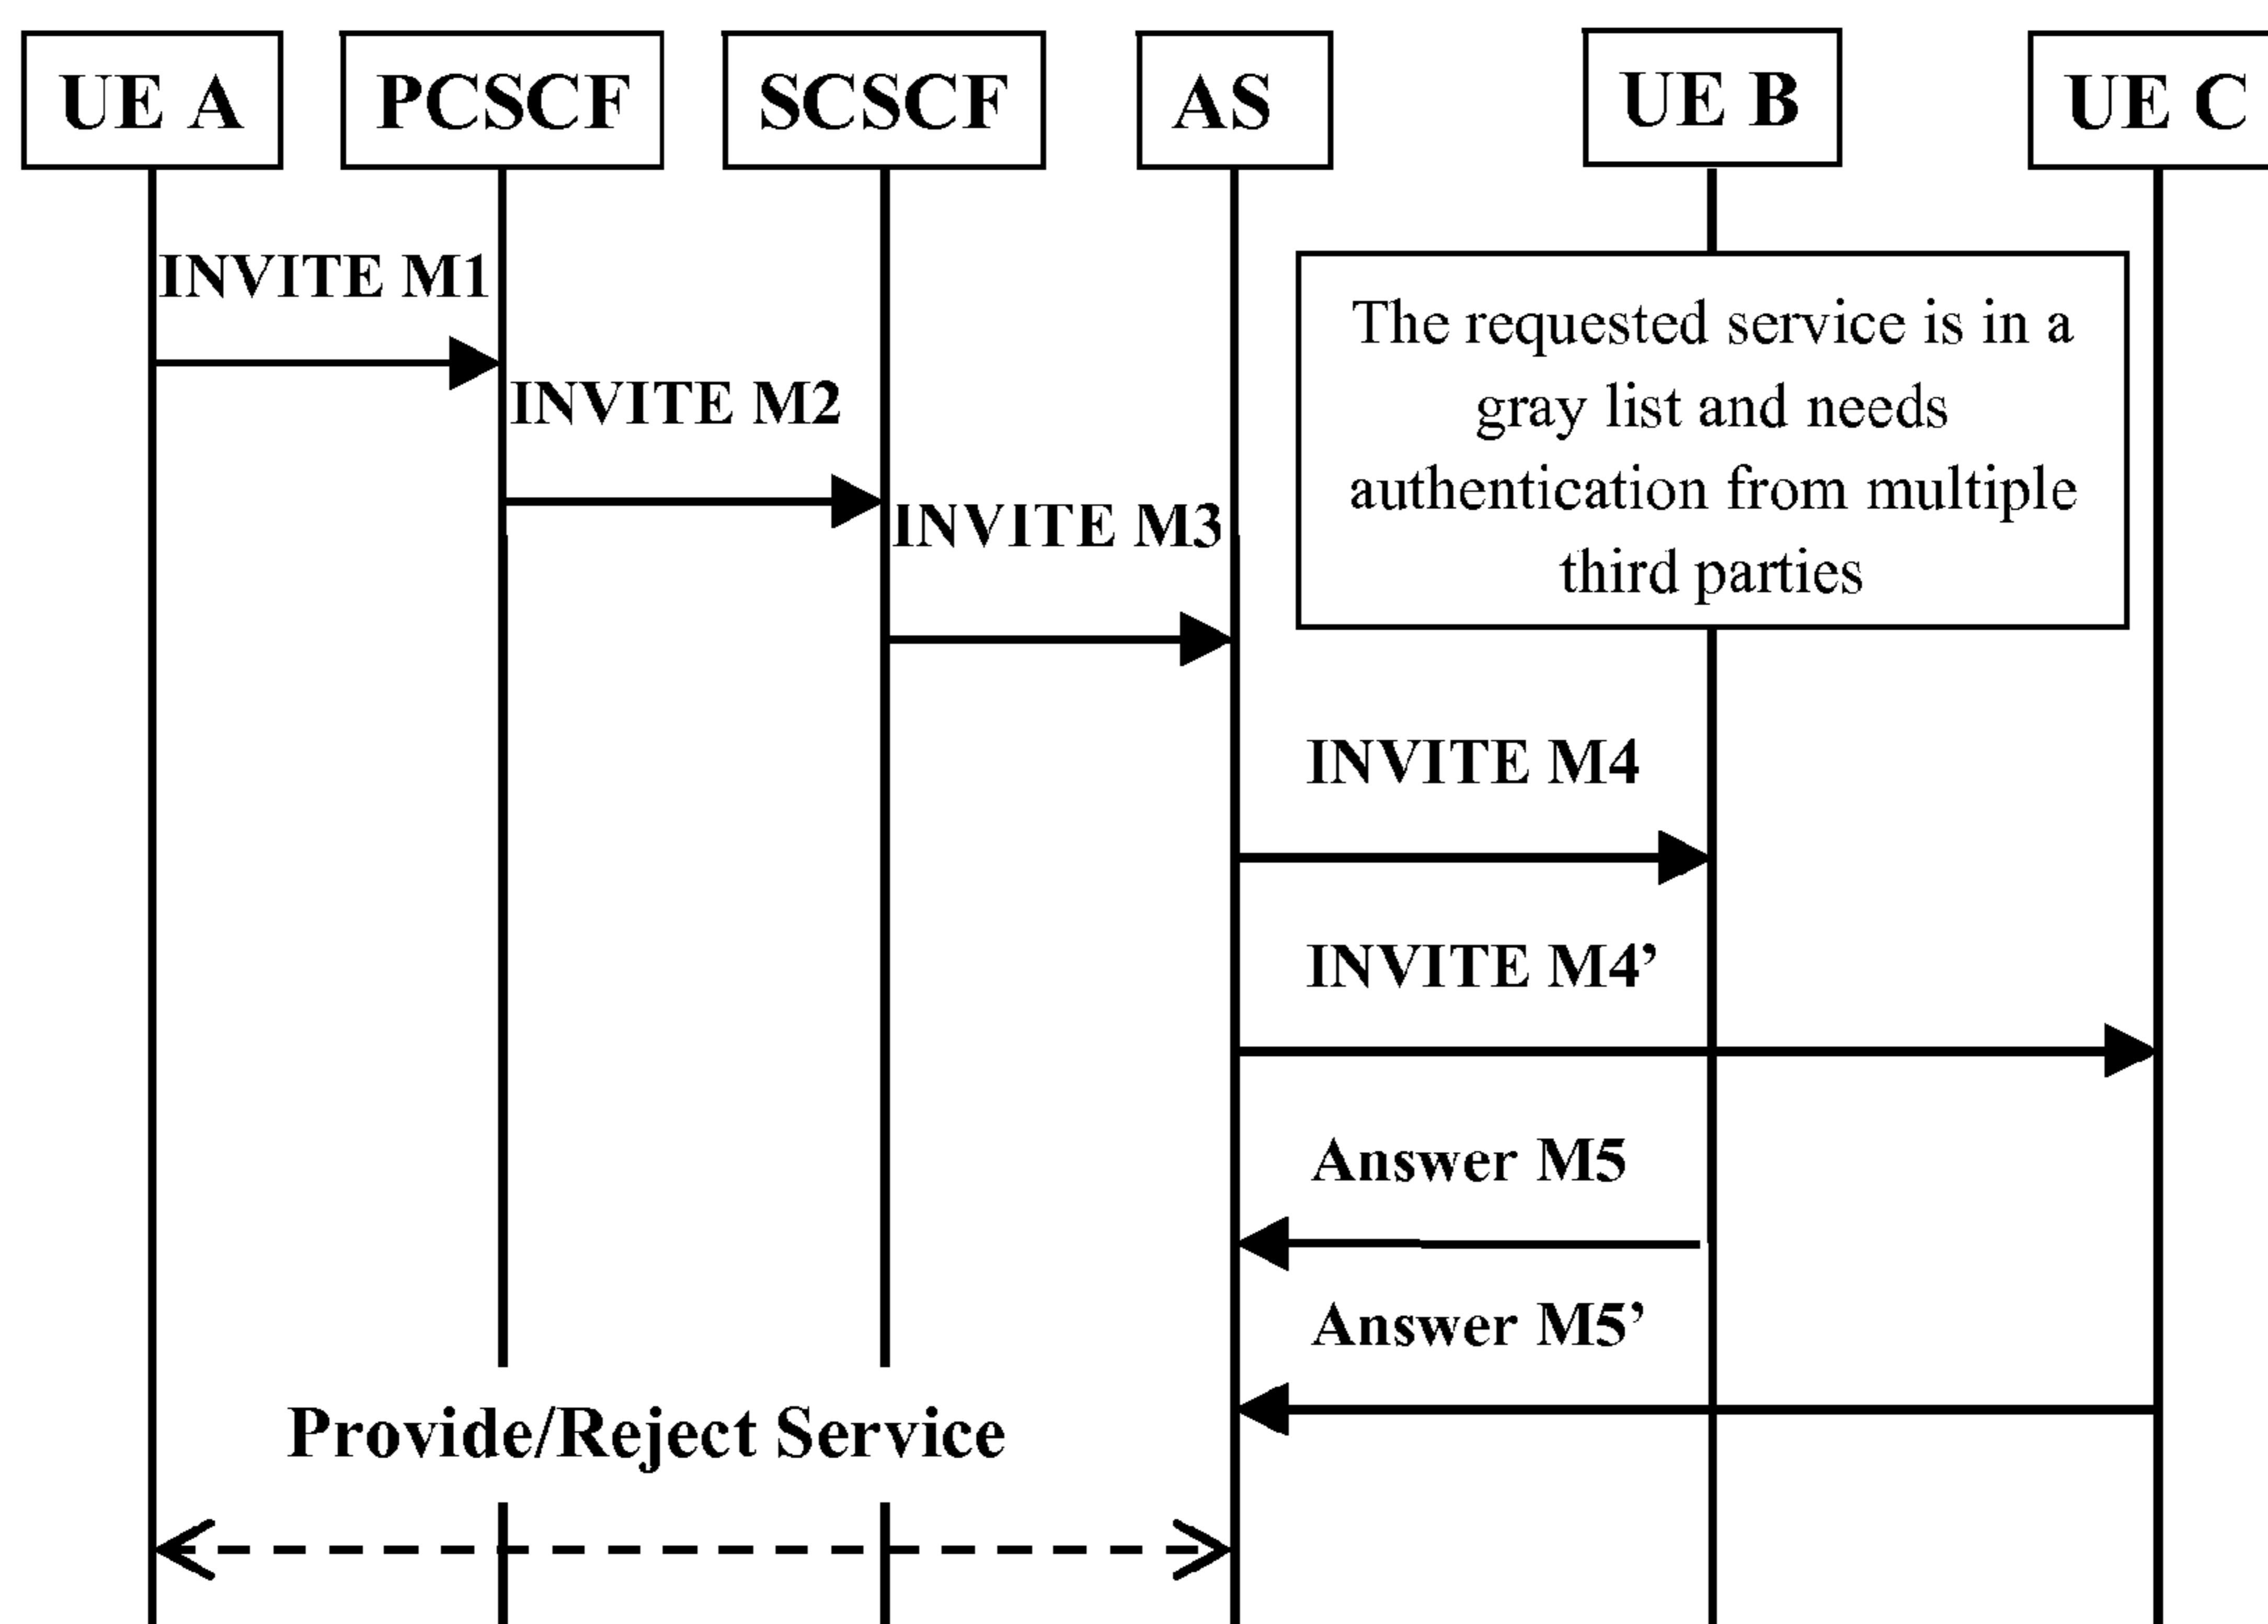 UE A
PCSCF
SCSCF
AS
UE B
UE C
INVITE M1
INVITE M2
INVITE M3
The requested service is in a
gray list and needs
authentication from multiple
third parties
INVITE M4
INVITE M4’
Answer M5
Answer M5’
Provide/Reject Service